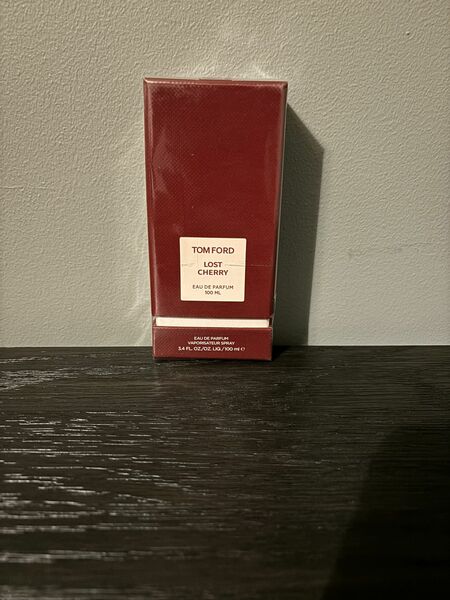 TOM FORD
LOST
CHERRY
EAU DE PARFUM
100 ML
EAU DE PARFUM
VAPORISATEUR SPRAY
3.4 FL. OZ./OZ. LIQ./100 ml ℮